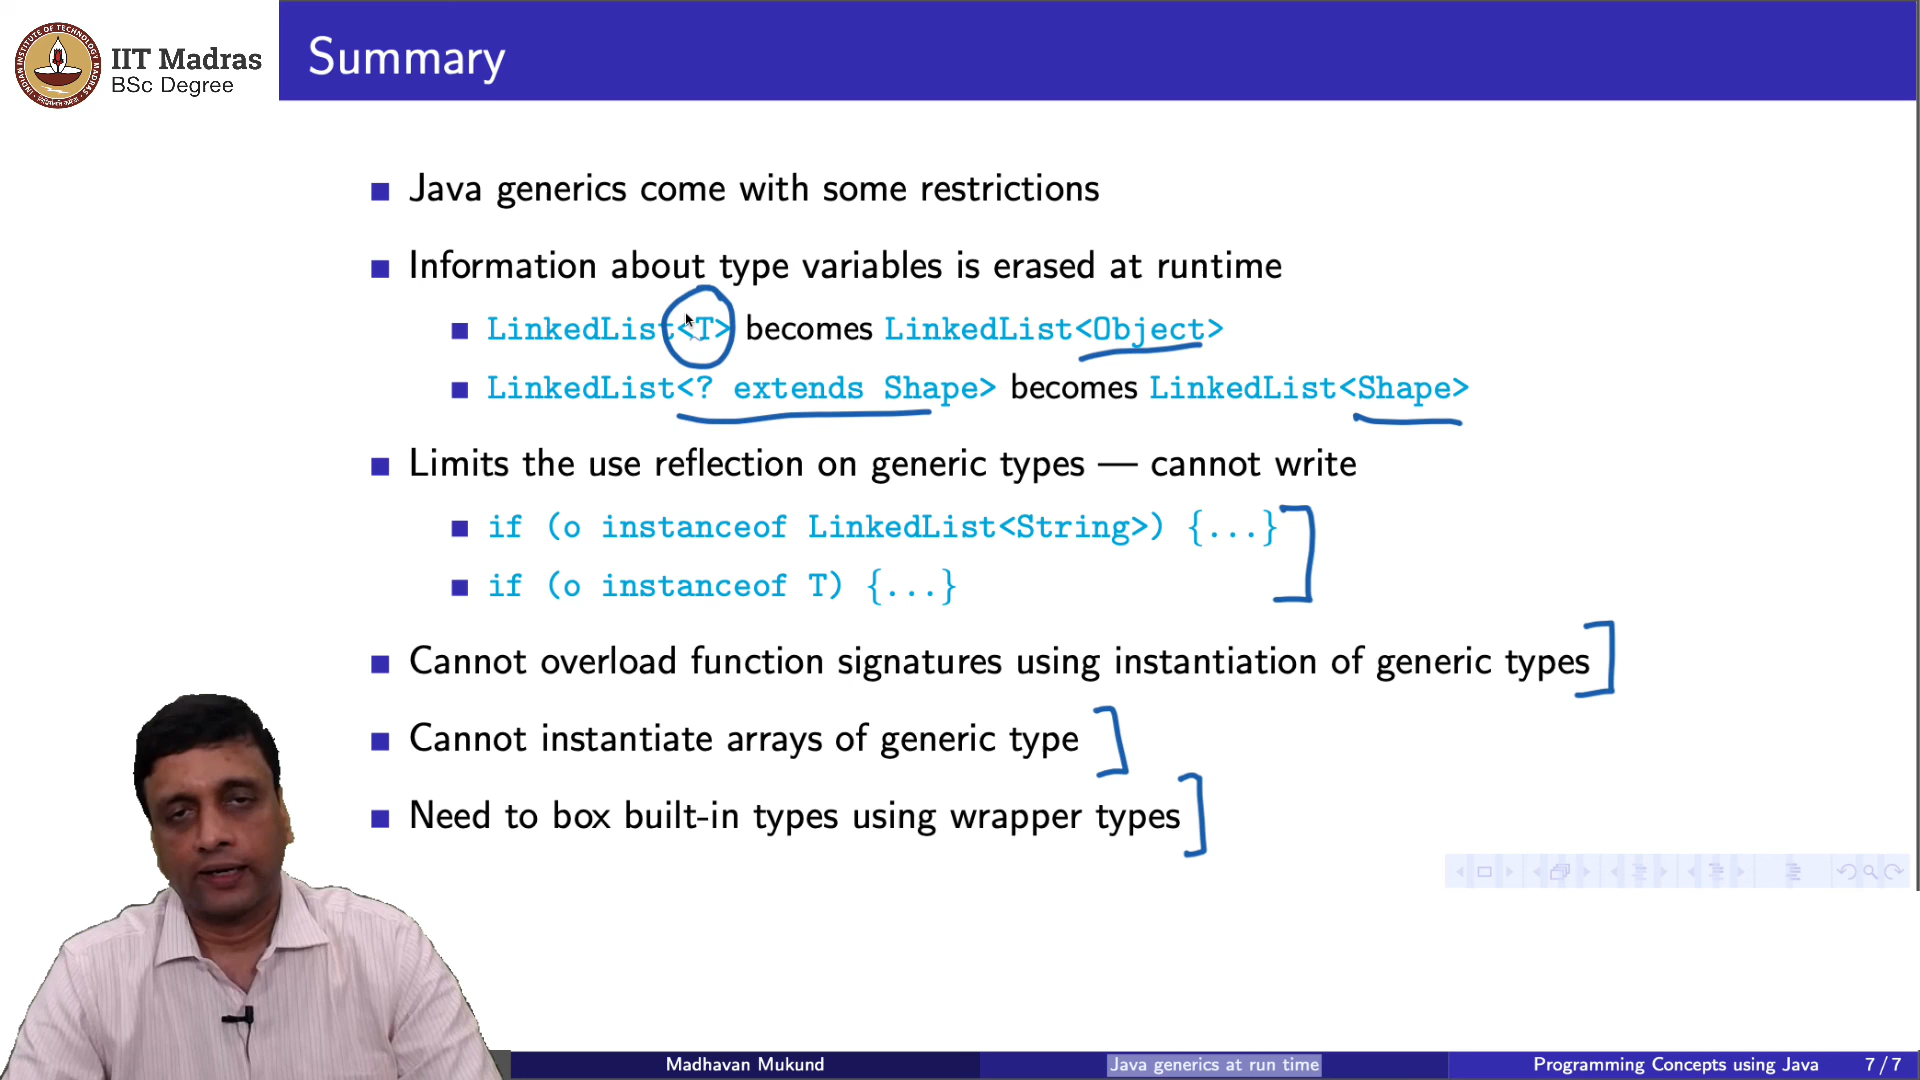 IIT Madras
BSc Degree
Summary
Java generics come with some restrictions
Information about type variables is erased at runtime
LinkedList<T> becomes LinkedList<Object>
LinkedList<? extends Shape> becomes LinkedList<Shape>
Limits the use reflection on generic types — cannot write
if (o instanceof LinkedList<String>) {...}
if (o instanceof T) {...}
Cannot overload function signatures using instantiation of generic types
Cannot instantiate arrays of generic type
Need to box built-in types using wrapper types
Madhavan Mukund
Java generics at run time
Programming Concepts using Java
7 / 7